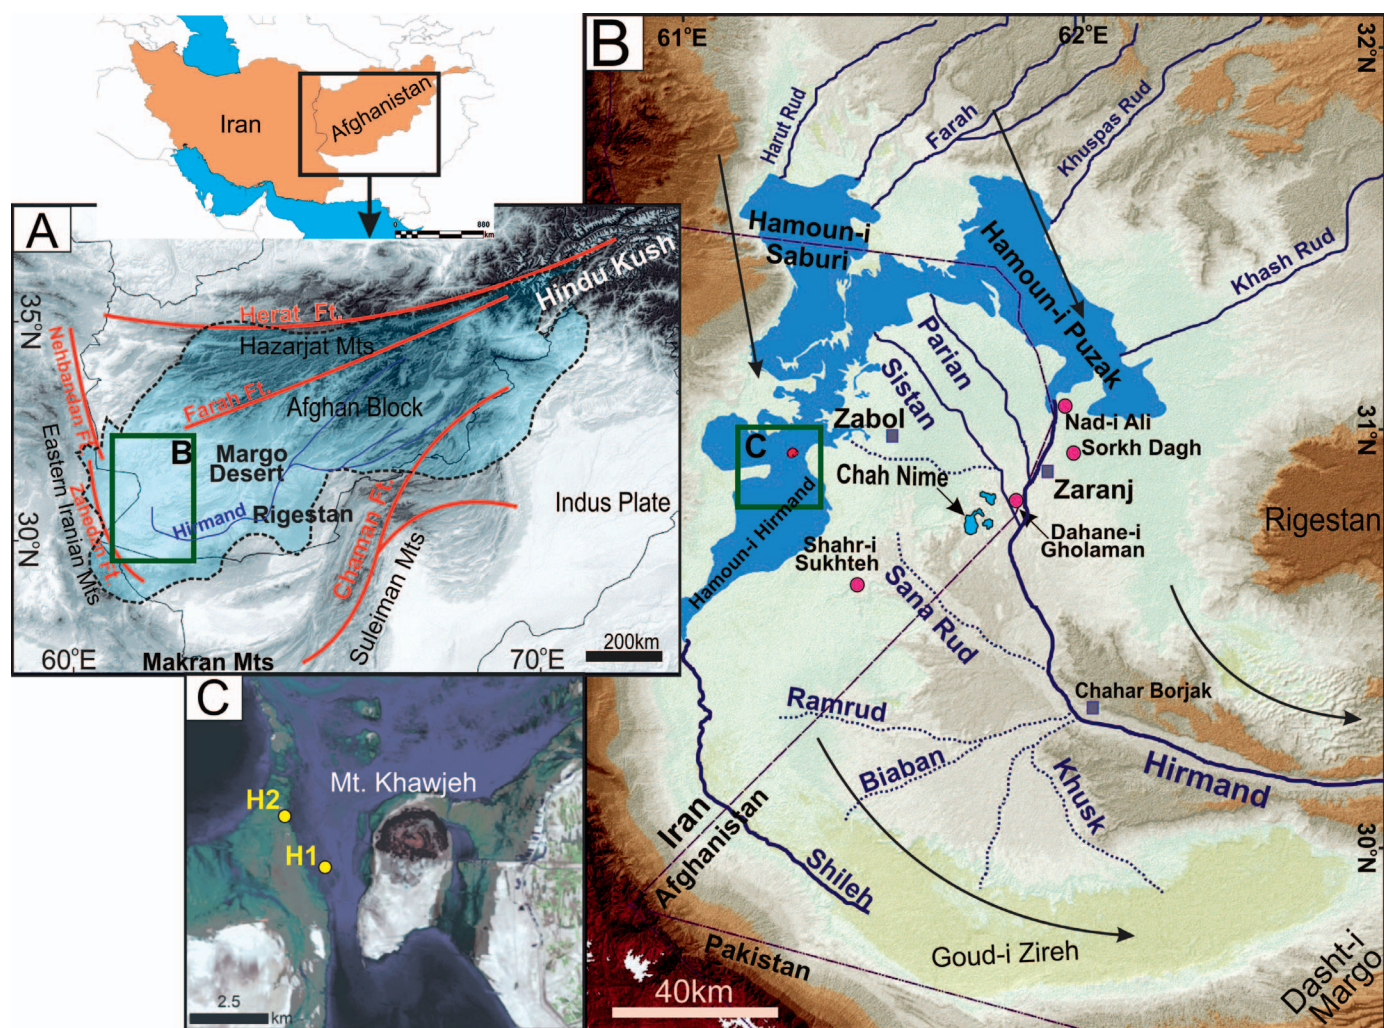 Iran
Afghanistan
0
880
km
A
35°N
30°N
60°E
70°E
Herat Ft.
Hindu Kush
Hazarjat Mts
Nehbandan Ft.
Farah Ft.
Afghan Block
B
Margo
Desert
Eastern Iranian Mts
Zahedan Ft.
Hirmand
Rigestan
Chaman Ft.
Suleiman Mts
Indus Plate
Makran Mts
200km
B
61°E
62°E
32°N
31°N
30°N
Harut Rud
Farah
Khuspas Rud
Khash Rud
Hamoun-i
Saburi
Hamoun-i Puzak
Parian
Sistan
Zabol
Nad-i Ali
Sorkh Dagh
C
Chah Nime
Zaranj
Hamoun-i Hirmand
Dahane-i
Gholaman
Rigestan
Shahr-i
Sukhteh
Sana Rud
Chahar Borjak
Ramrud
Biaban
Khusk
Hirmand
Iran
Afghanistan
Shileh
Goud-i Zireh
Pakistan
Dasht-i
Margo
40km
C
Mt. Khawjeh
H2
H1
2.5
km